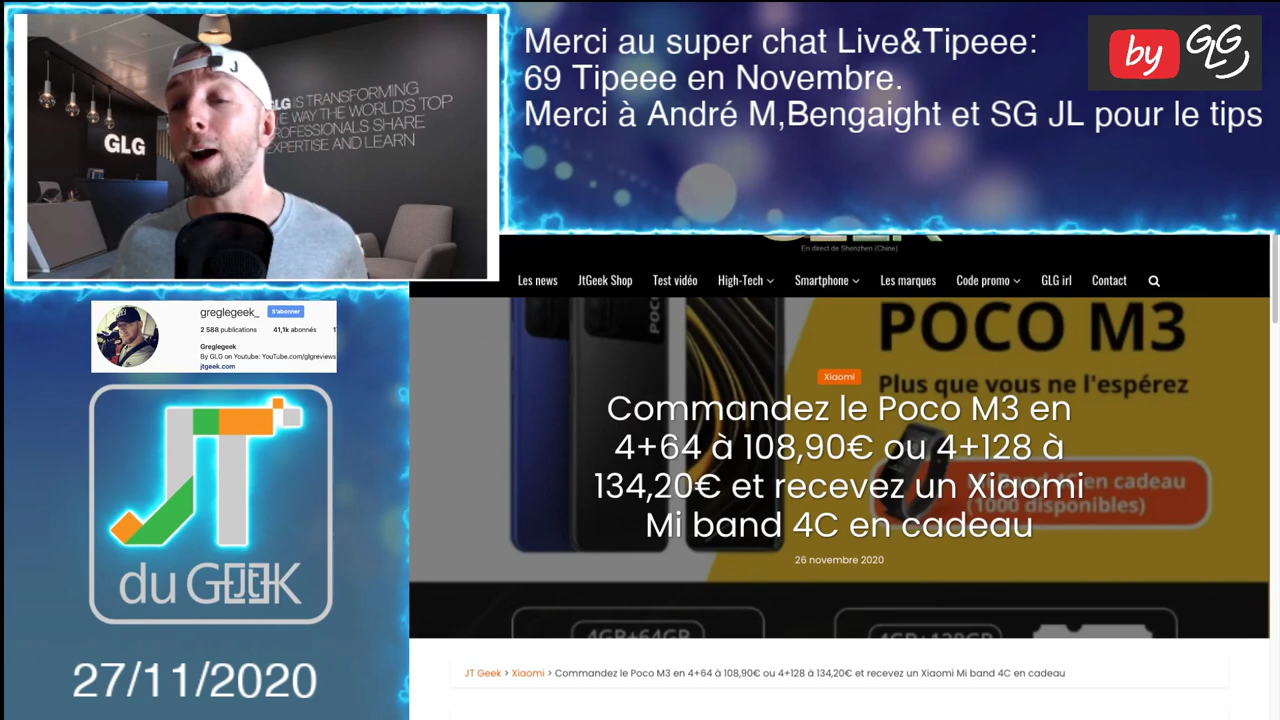 GLG IS TRANSFORMING
THE WAY THE WORLD'S TOP
PROFESSIONALS SHARE
EXPERTISE AND LEARN
GLG
Merci au super chat Live&Tipeee:
69 Tipeee en Novembre.
Merci à André M,Bengaight et SG JL pour le tips
by GLG
greglegeek_ S'abonner
2 588 publications 41,1k abonnés
Greglegeek
By GLG on Youtube: YouTube.com/glgreviews
jtgeek.com
JT
du GEEK
27/11/2020
En direct de Shenzhen (Chine)
Les news JtGeek Shop Test vidéo High-Tech Smartphone Les marques Code promo GLG irl Contact
POCO
POCO M3
Plus que vous ne l'espérez
Mi Band 4C en cadeau
(1000 disponibles)
Xiaomi
Commandez le Poco M3 en
4+64 à 108,90€ ou 4+128 à
134,20€ et recevez un Xiaomi
Mi band 4C en cadeau
26 novembre 2020
4GB+64GB 4GB+128GB
JT Geek > Xiaomi > Commandez le Poco M3 en 4+64 à 108,90€ ou 4+128 à 134,20€ et recevez un Xiaomi Mi band 4C en cadeau